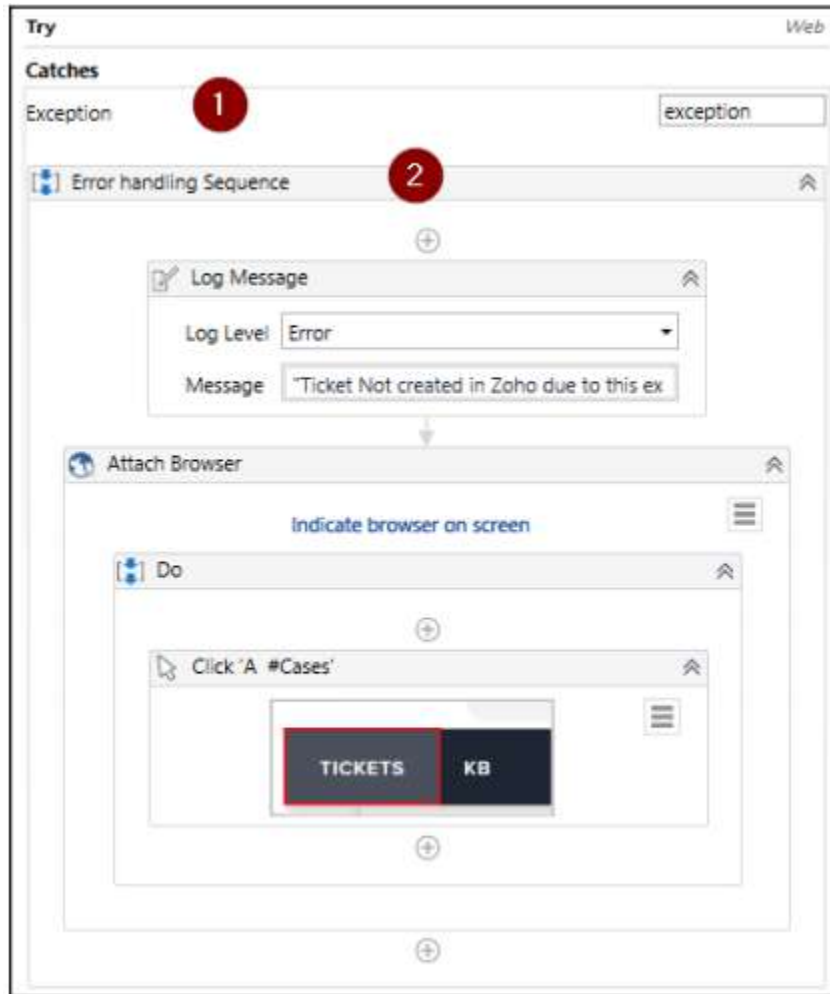 Try Web
Catches
Exception 1 exception
2
Error handling Sequence
Log Message
Log Level Error
Message "Ticket Not created in Zoho due to this ex
Attach Browser
Indicate browser on screen
Do
Click 'A #Cases'
TICKETS KB